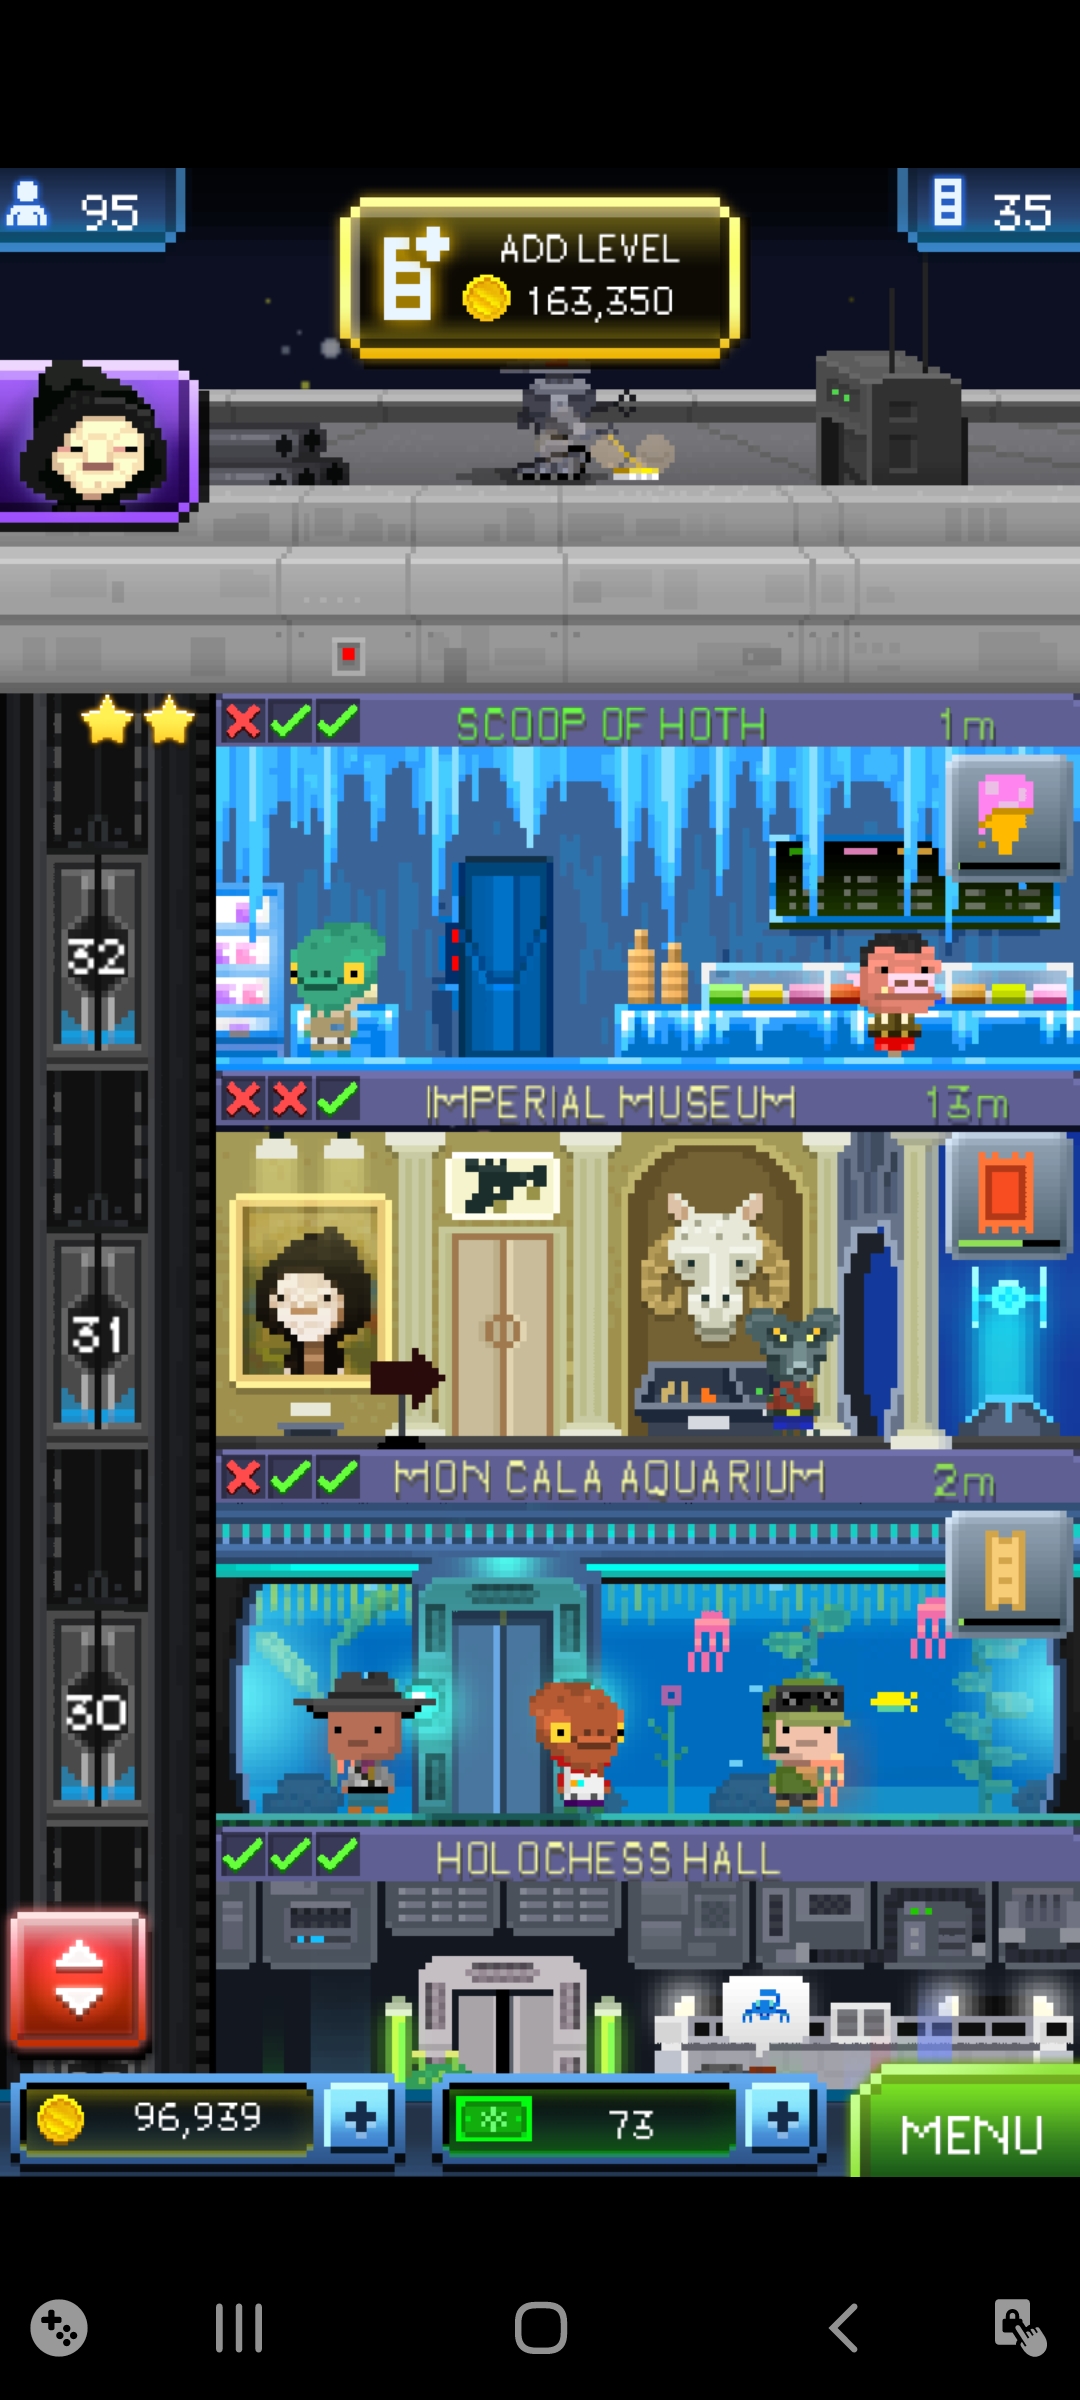 95
ADD LEVEL
163,350
35
SCOOP OF HOTH
1m
32
IMPERIAL MUSEUM
13m
31
MON CALA AQUARIUM
2m
30
HOLOCHESS HALL
96,939
73
MENU